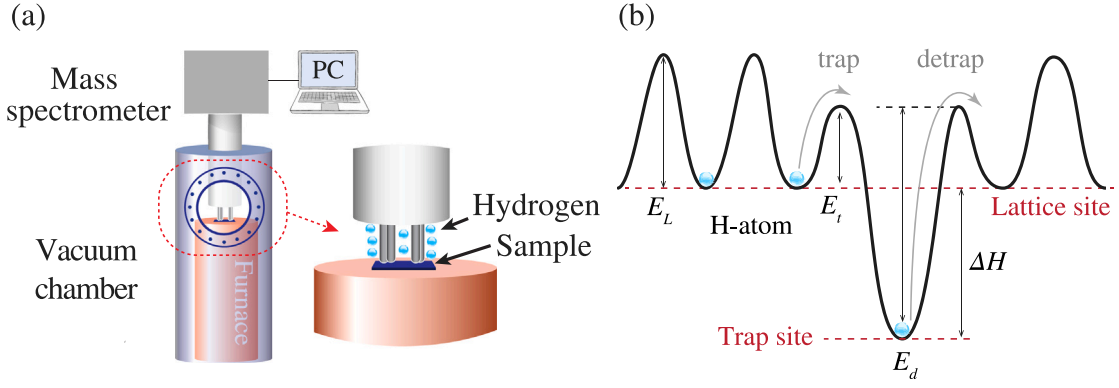 (a)
Mass
spectrometer
PC
Hydrogen
Sample
Vacuum
chamber
Furnace
(b)
trap
detrap
E_L
H-atom
E_t
Lattice site
ΔH
Trap site
E_d